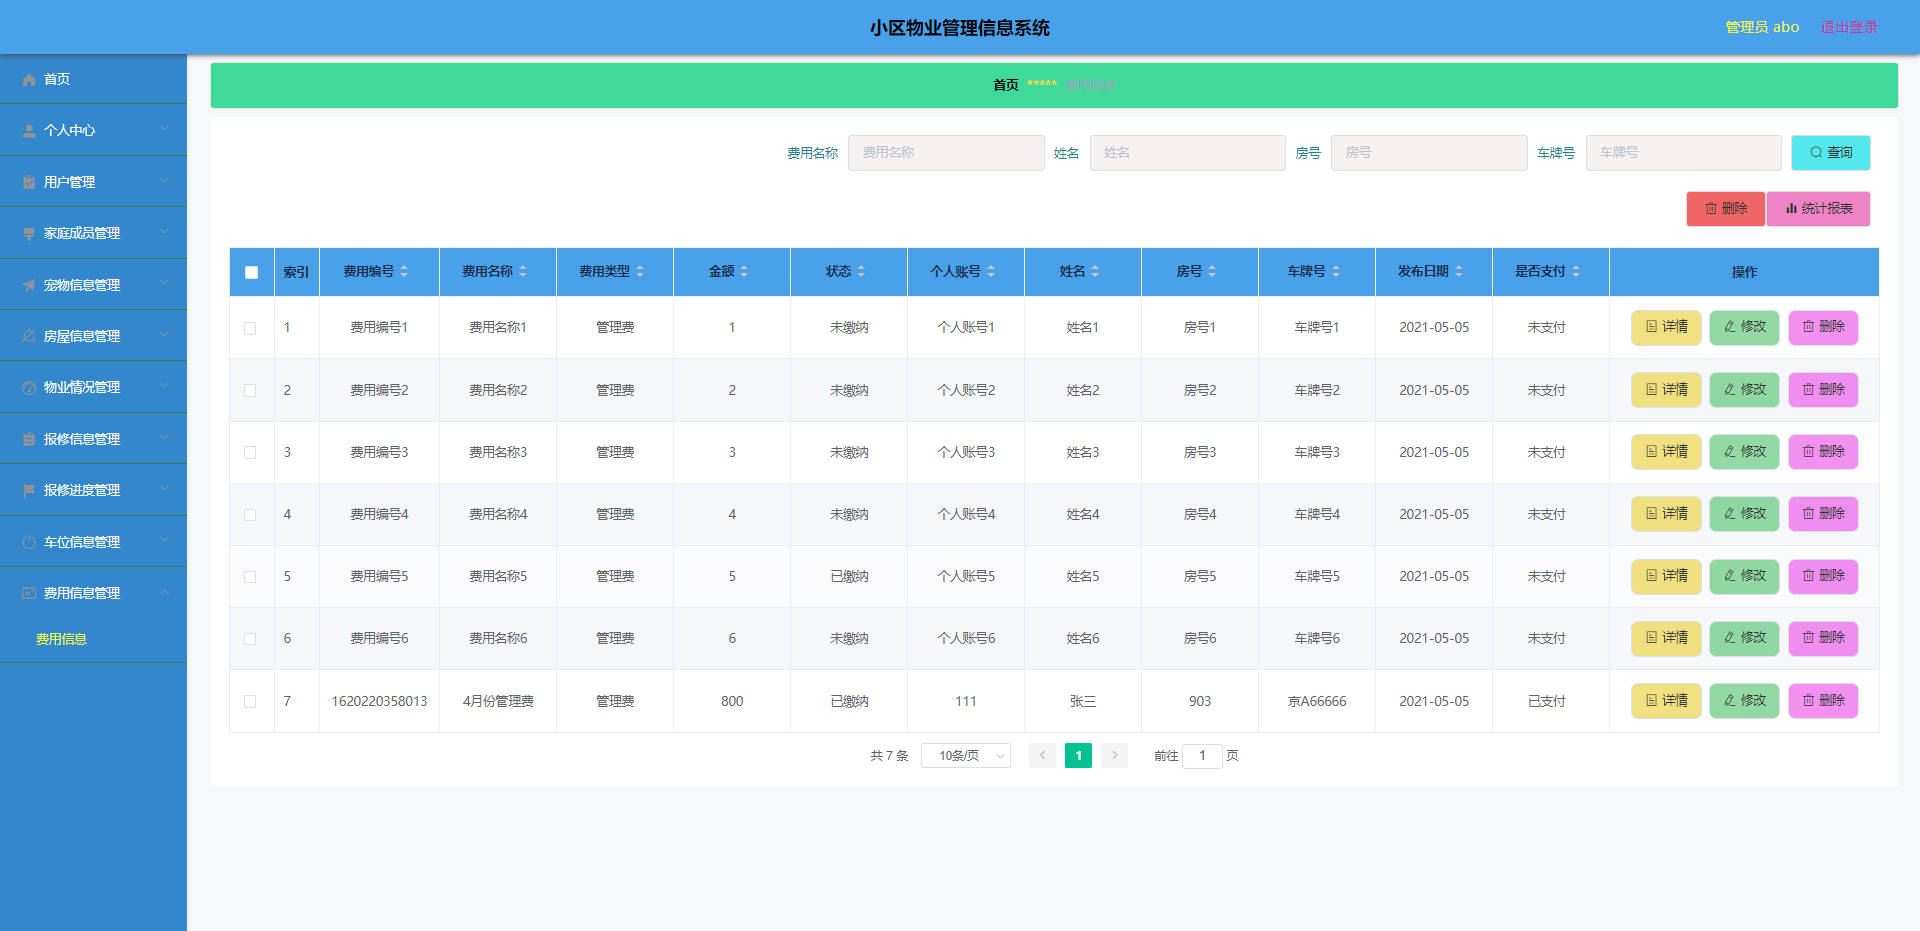 小区物业管理信息系统
管理员 abo 退出登录
首页
个人中心
用户管理
家庭成员管理
宠物信息管理
房屋信息管理
物业情况管理
报修信息管理
报修进度管理
车位信息管理
费用信息管理
费用信息
首页 ***** 费用信息
费用名称 费用名称 姓名 姓名 房号 房号 车牌号 车牌号 查询
删除 统计报表
索引 费用编号 费用名称 费用类型 金额 状态 个人账号 姓名 房号 车牌号 发布日期 是否支付 操作
1 费用编号1 费用名称1 管理费 1 未缴纳 个人账号1 姓名1 房号1 车牌号1 2021-05-05 未支付 详情 修改 删除
2 费用编号2 费用名称2 管理费 2 未缴纳 个人账号2 姓名2 房号2 车牌号2 2021-05-05 未支付 详情 修改 删除
3 费用编号3 费用名称3 管理费 3 未缴纳 个人账号3 姓名3 房号3 车牌号3 2021-05-05 未支付 详情 修改 删除
4 费用编号4 费用名称4 管理费 4 未缴纳 个人账号4 姓名4 房号4 车牌号4 2021-05-05 未支付 详情 修改 删除
5 费用编号5 费用名称5 管理费 5 已缴纳 个人账号5 姓名5 房号5 车牌号5 2021-05-05 未支付 详情 修改 删除
6 费用编号6 费用名称6 管理费 6 未缴纳 个人账号6 姓名6 房号6 车牌号6 2021-05-05 未支付 详情 修改 删除
7 1620220358013 4月份管理费 管理费 800 已缴纳 111 张三 903 京A66666 2021-05-05 已支付 详情 修改 删除
共 7 条 10条/页 1 前往 1 页